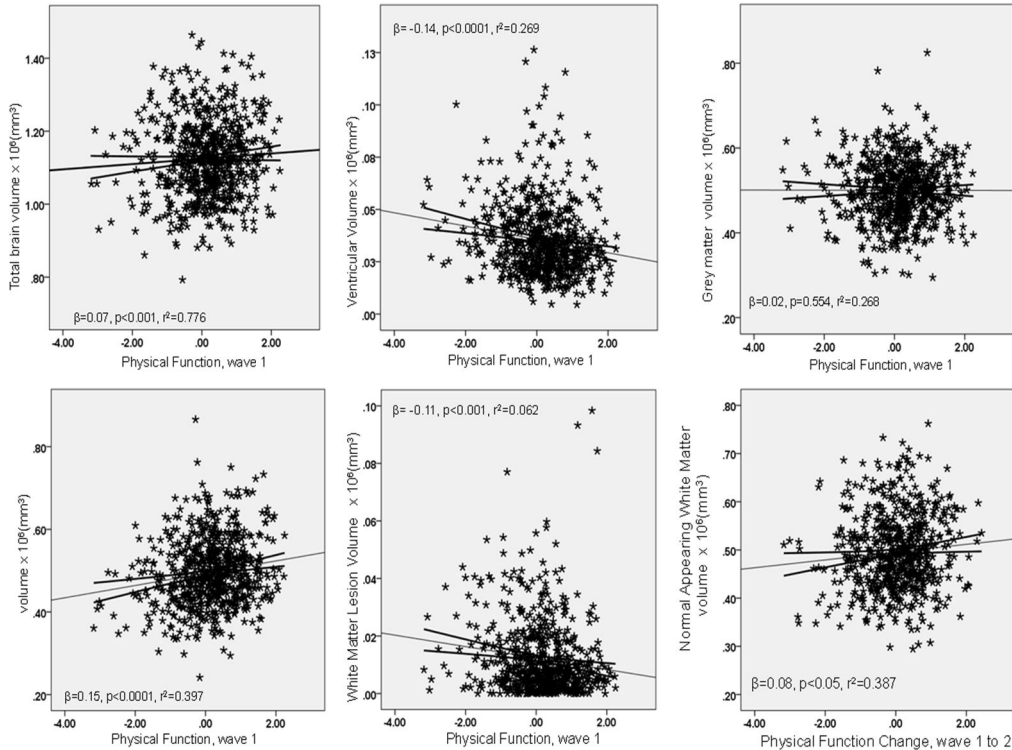 Total brain volume × 10⁶(mm³)
1.40
1.20
1.00
.80
β=0.07, p<0.001, r²=0.776
-4.00 -2.00 .00 2.00
Physical Function, wave 1
Ventricular Volume × 10⁶(mm³)
β= -0.14, p<0.0001, r²=0.269
.13
.10
.08
.05
.03
.00
-4.00 -2.00 .00 2.00
Physical Function, wave 1
Grey matter volume × 10⁶(mm³)
.80
.60
.40
.20
β=0.02, p=0.554, r²=0.268
-4.00 -2.00 .00 2.00
Physical Function, wave 1
volume × 10⁶(mm³)
.80
.60
.40
.20
β=0.15, p<0.0001, r²=0.397
-4.00 -2.00 .00 2.00
Physical Function, wave 1
White Matter Lesion Volume × 10⁶(mm³)
β= -0.11, p<0.001, r²=0.062
.10
.08
.06
.04
.02
.00
-4.00 -2.00 .00 2.00
Physical Function, wave 1
Normal Appearing White Matter
volume × 10⁶(mm³)
.80
.70
.60
.50
.40
.30
.20
β=0.08, p<0.05, r²=0.387
-4.00 -2.00 .00 2.00
Physical Function Change, wave 1 to 2